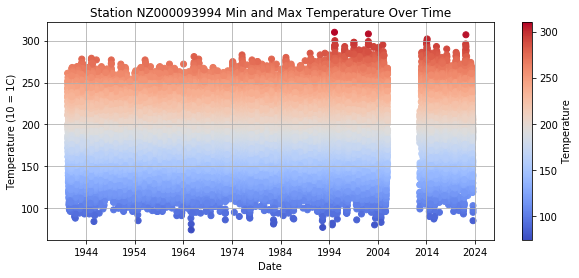 Station NZ000093994 Min and Max Temperature Over Time
Temperature (10 = 1C)
300
250
200
150
100
1944 1954 1964 1974 1984 1994 2004 2014 2024
Date
300
250
200
150
100
Temperature